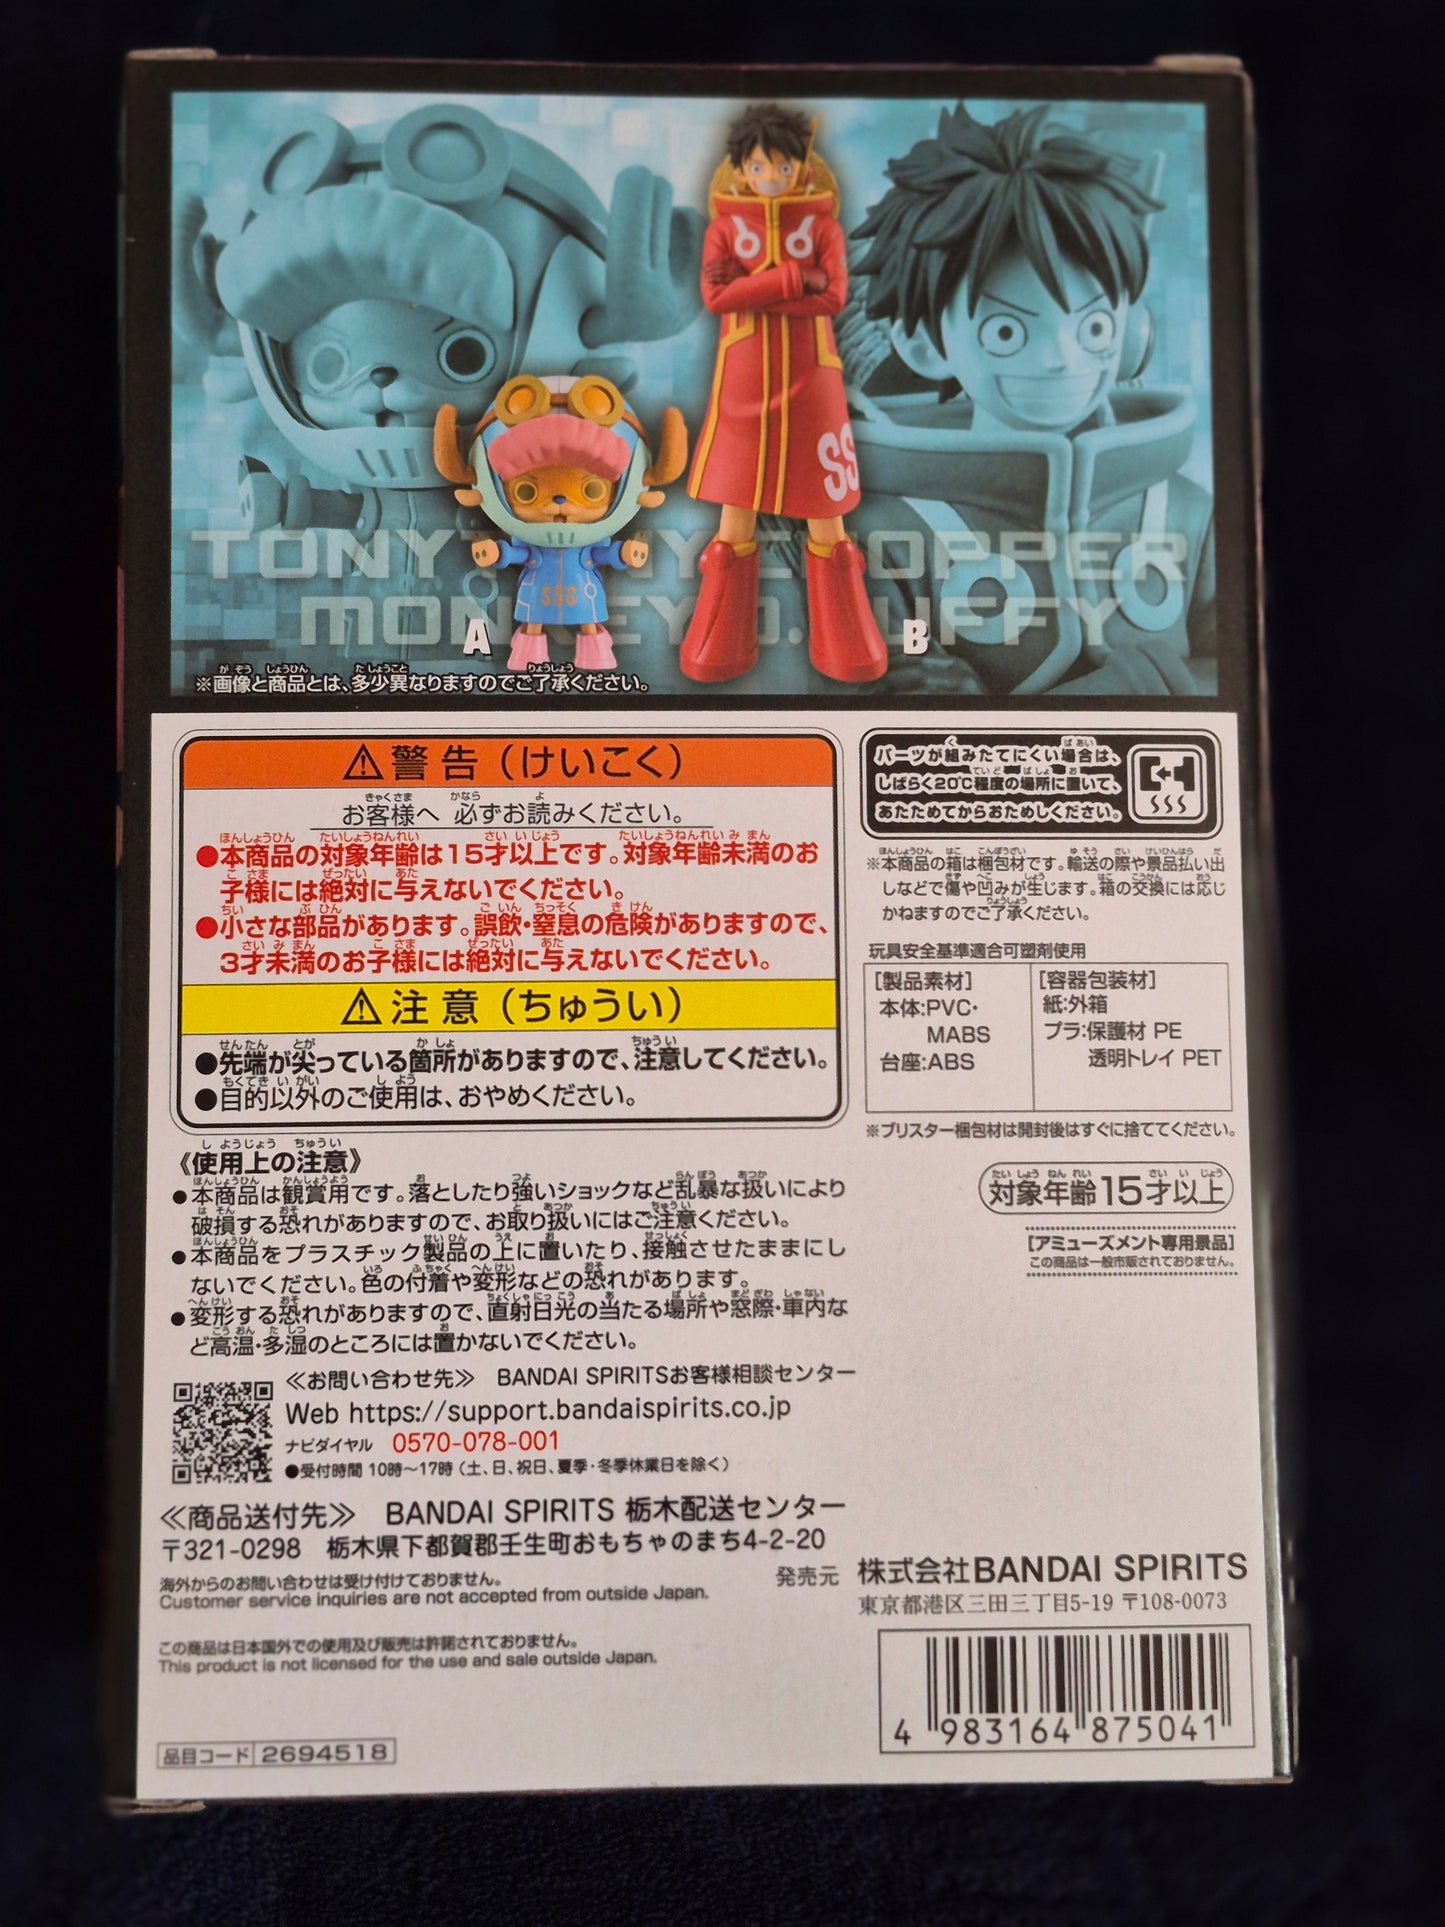 TONY TONY CHOPPER
MONKEY.D.LUFFY
A
B
※画像と商品とは、多少異なりますのでご了承ください。
⚠警告（けいこく）
お客様へ 必ずお読みください。
●本商品の対象年齢は15才以上です。対象年齢未満のお
子様には絶対に与えないでください。
●小さな部品があります。誤飲・窒息の危険がありますので、
3才未満のお子様には絶対に与えないでください。
⚠注意（ちゅうい）
●先端が尖っている箇所がありますので、注意してください。
●目的以外のご使用は、おやめください。
パーツが組みたてにくい場合は、
しばらく20℃程度の場所に置いて、
あたためてからおためしください。
※本商品の箱は梱包材です。輸送の際や景品払い出
しなどで傷や凹みが生じます。箱の交換には応じ
かねますのでご了承ください。
玩具安全基準適合可塑剤使用
[製品素材]
本体:PVC・
MABS
台座:ABS
[容器包装材]
紙:外箱
プラ:保護材 PE
透明トレイ PET
※ブリスター梱包材は開封後はすぐに捨ててください。
対象年齢15才以上
[アミューズメント専用景品]
この商品は一般市販されておりません。
《使用上の注意》
●本商品は観賞用です。落としたり強いショックなど乱暴な扱いにより
破損する恐れがありますので、お取り扱いにはご注意ください。
●本商品をプラスチック製品の上に置いたり、接触させたままにし
ないでください。色の付着や変形などの恐れがあります。
●変形する恐れがありますので、直射日光の当たる場所や窓際・車内な
ど高温・多湿のところには置かないでください。
≪お問い合わせ先≫ BANDAI SPIRITSお客様相談センター
Web https://support.bandaispirits.co.jp
ナビダイヤル 0570-078-001
●受付時間 10時～17時（土、日、祝日、夏季・冬季休業日を除く）
≪商品送付先≫ BANDAI SPIRITS 栃木配送センター
〒321-0298 栃木県下都賀郡壬生町おもちゃのまち4-2-20
海外からのお問い合わせは受け付けておりません。
Customer service inquiries are not accepted from outside Japan.
この商品は日本国外での使用及び販売は許諾されておりません。
This product is not licensed for the use and sale outside Japan.
発売元 株式会社BANDAI SPIRITS
東京都港区三田三丁目5-19 〒108-0073
4 983164 875041
品目コード 2694518